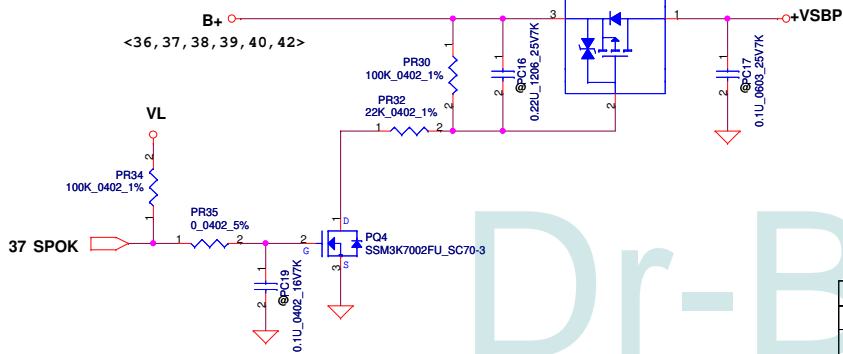 B+
3
1
+VSBP
<36,37,38,39,40,42>
1
PR30
100K_0402_1%
2
1
@PC16
2
0.22U_1206_25V7K
1
@PC17
2
0.1U_0603_25V7K
PR32
22K_0402_1%
1
2
2
VL
2
PR34
100K_0402_1%
1
37 SPOK
PR35
0_0402_5%
1
2
1
D
2
G
PQ4
SSM3K7002FU_SC70-3
S
3
1
@PC19
2
0.1U_0402_16V7K
Dr-B